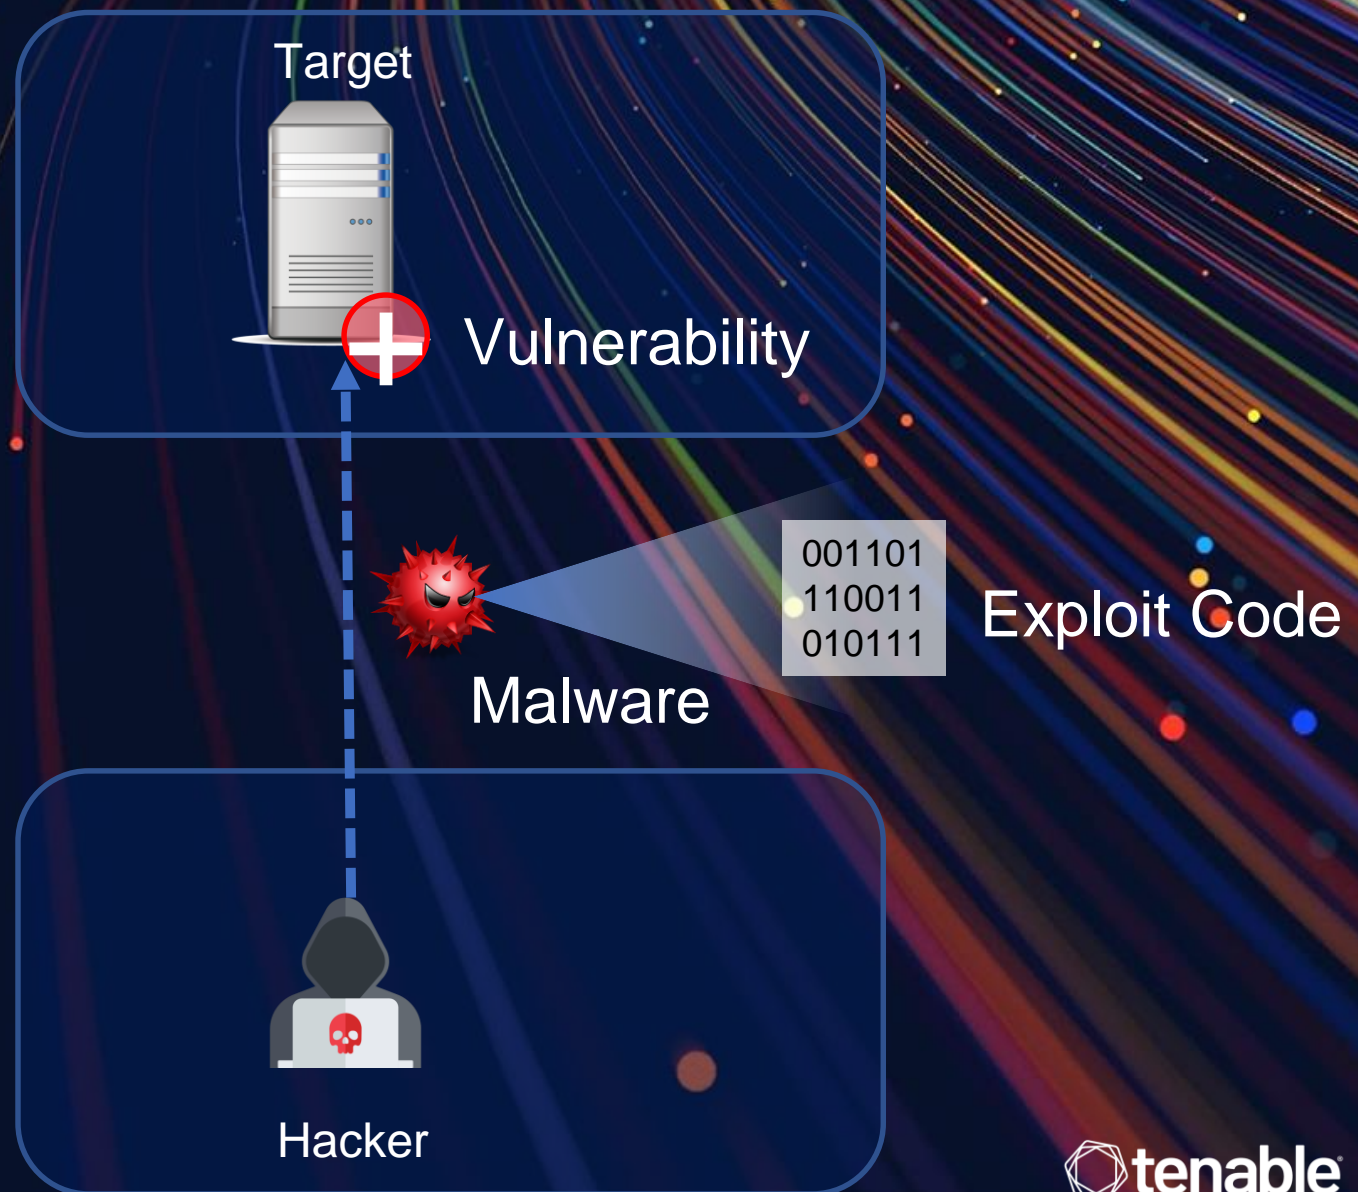 Target
Vulnerability
001101
110011
010111
Exploit Code
Malware
Hacker
tenable